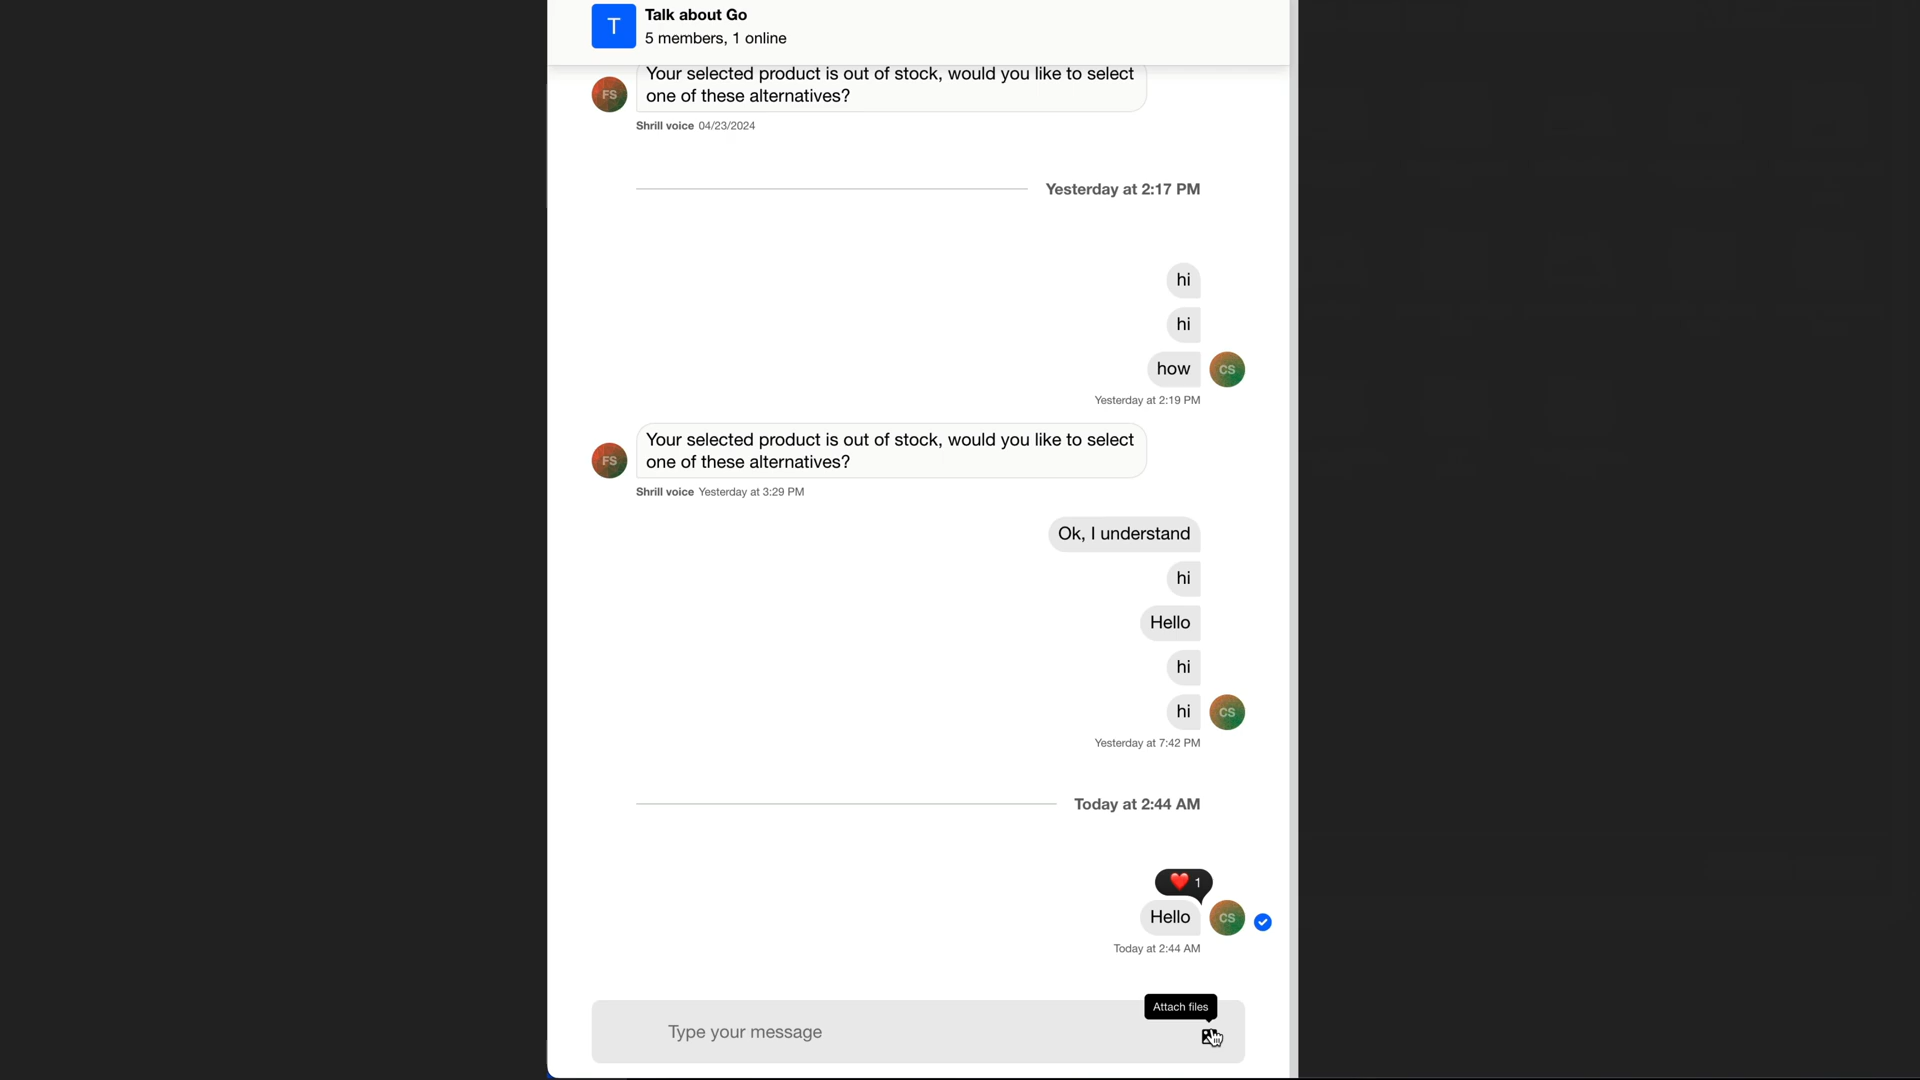 T
Talk about Go
5 members, 1 online
Your selected product is out of stock, would you like to select
one of these alternatives?
FS
Shrill voice 04/23/2024
Yesterday at 2:17 PM
hi
hi
how
CS
Yesterday at 2:19 PM
Your selected product is out of stock, would you like to select
one of these alternatives?
FS
Shrill voice Yesterday at 3:29 PM
Ok, I understand
hi
Hello
hi
hi
CS
Yesterday at 7:42 PM
Today at 2:44 AM
❤️ 1
Hello
CS
Today at 2:44 AM
Attach files
Type your message